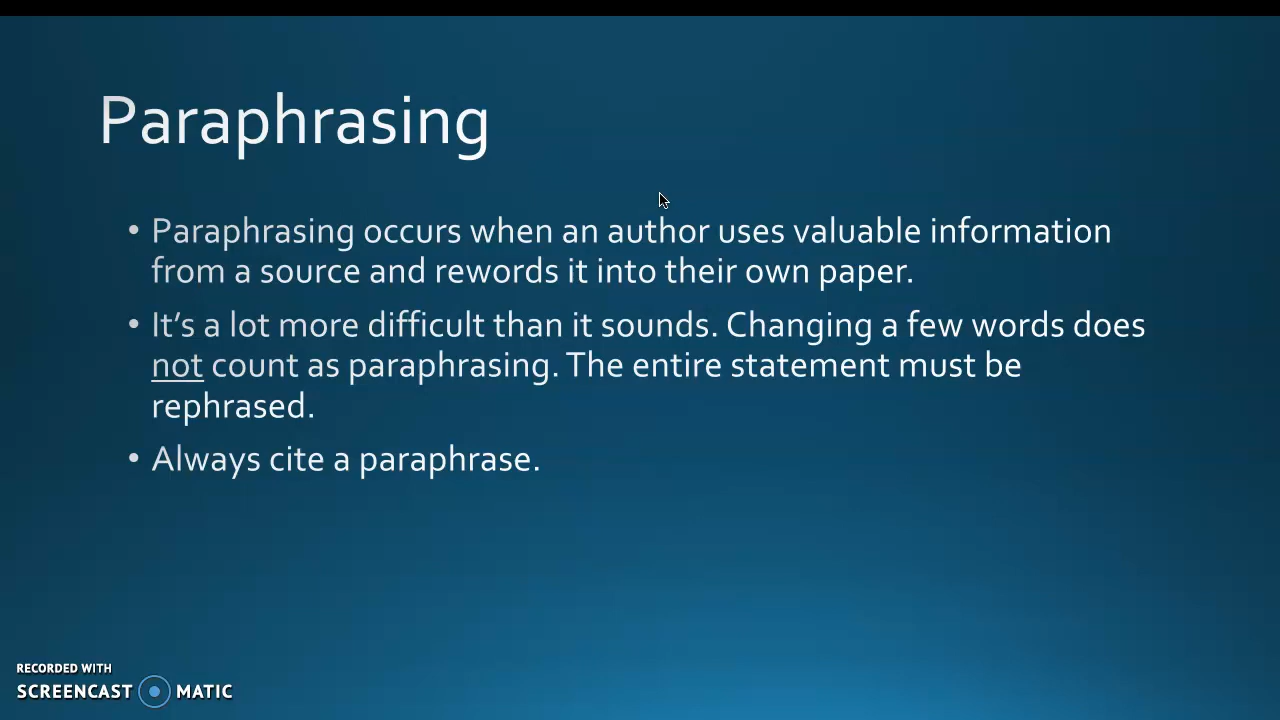 Paraphrasing
• Paraphrasing occurs when an author uses valuable information
from a source and rewords it into their own paper.
• It’s a lot more difficult than it sounds. Changing a few words does
not count as paraphrasing. The entire statement must be
rephrased.
• Always cite a paraphrase.
RECORDED WITH
SCREENCAST MATIC